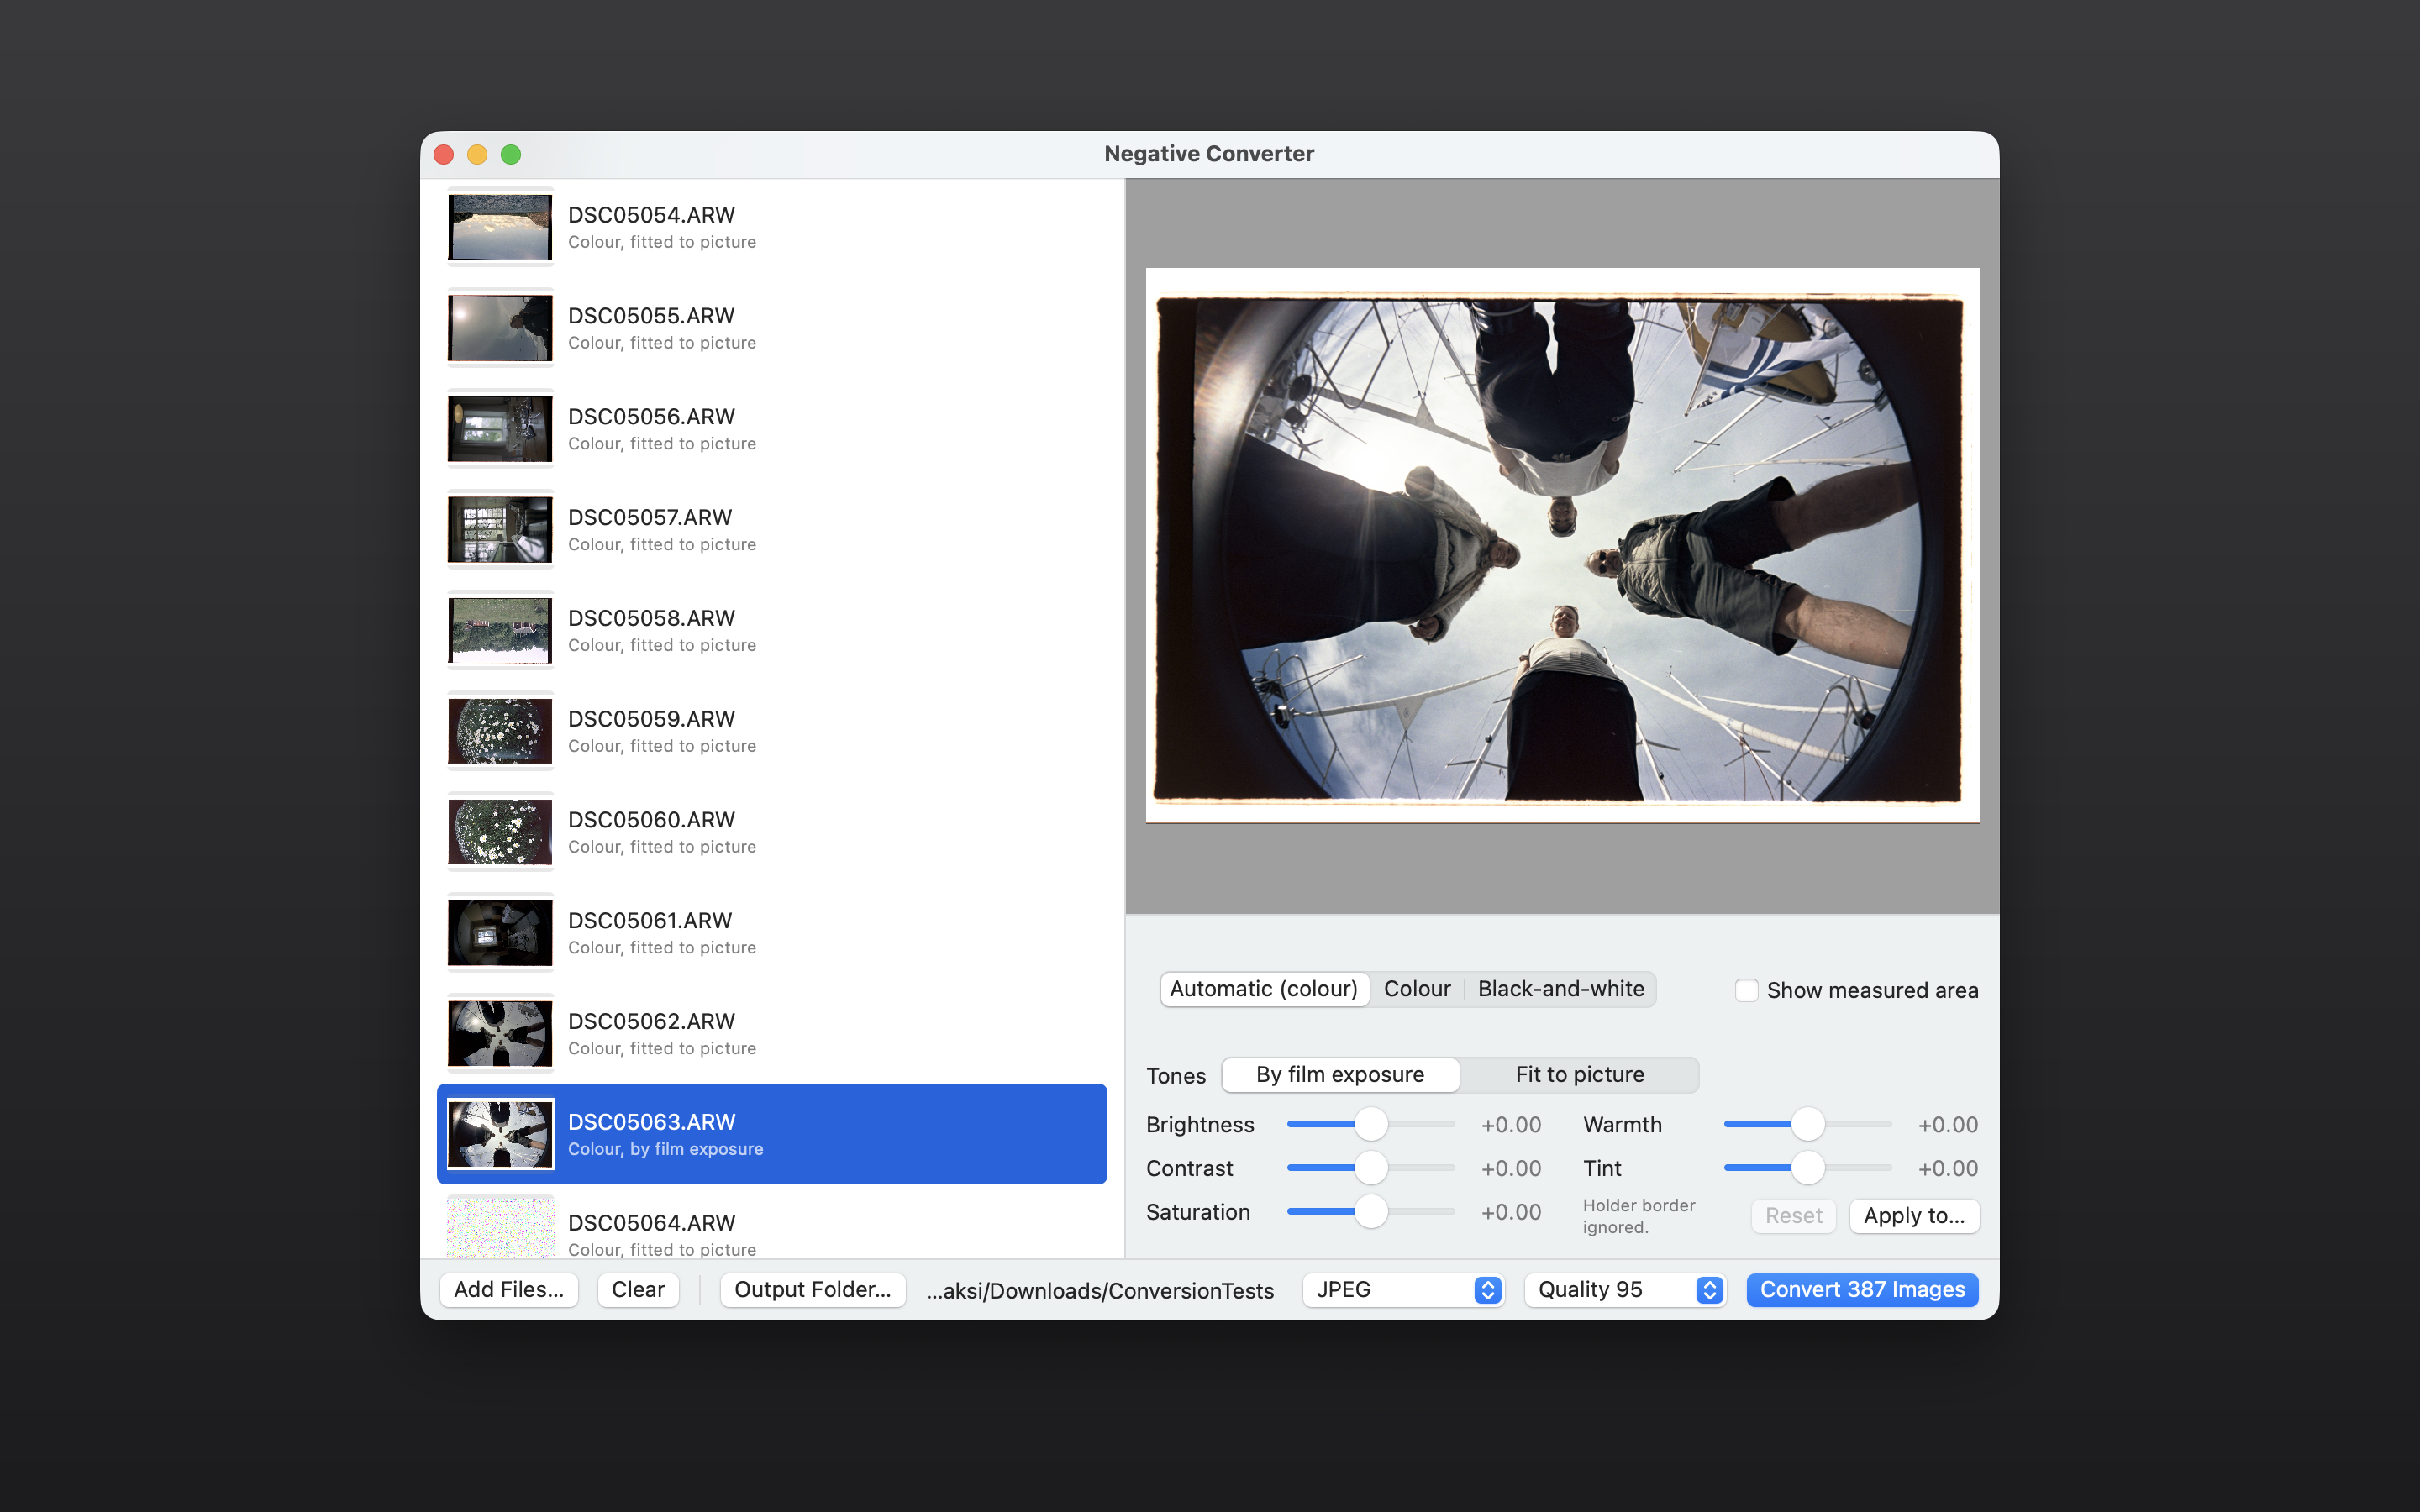 Negative Converter
DSC05054.ARW
Colour, fitted to picture
DSC05055.ARW
Colour, fitted to picture
DSC05056.ARW
Colour, fitted to picture
DSC05057.ARW
Colour, fitted to picture
DSC05058.ARW
Colour, fitted to picture
DSC05059.ARW
Colour, fitted to picture
DSC05060.ARW
Colour, fitted to picture
DSC05061.ARW
Colour, fitted to picture
DSC05062.ARW
Colour, fitted to picture
DSC05063.ARW
Colour, by film exposure
DSC05064.ARW
Colour, fitted to picture
Automatic (colour) Colour Black-and-white Show measured area
Tones By film exposure Fit to picture
Brightness +0.00 Warmth +0.00
Contrast +0.00 Tint +0.00
Saturation +0.00 Holder border
ignored. Reset Apply to...
Add Files... Clear Output Folder... ...aksi/Downloads/ConversionTests JPEG Quality 95 Convert 387 Images